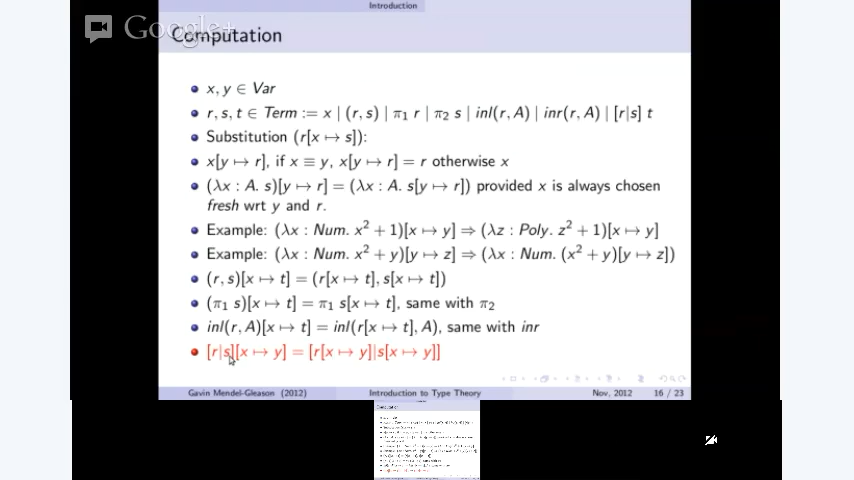 Introduction
Google+
Computation
x, y ∈ Var
r, s, t ∈ Term := x | (r, s) | π₁ r | π₂ s | inl(r, A) | inr(r, A) | [r|s] t
Substitution (r[x ↦ s]):
x[y ↦ r], if x ≡ y, x[y ↦ r] = r otherwise x
(λx : A. s)[y ↦ r] = (λx : A. s[y ↦ r]) provided x is always chosen
fresh wrt y and r.
Example: (λx : Num. x² + 1)[x ↦ y] ⇒ (λz : Poly. z² + 1)[x ↦ y]
Example: (λx : Num. x² + y)[y ↦ z] ⇒ (λx : Num. (x² + y)[y ↦ z])
(r, s)[x ↦ t] = (r[x ↦ t], s[x ↦ t])
(π₁ s)[x ↦ t] = π₁ s[x ↦ t], same with π₂
inl(r, A)[x ↦ t] = inl(r[x ↦ t], A), same with inr
[r|s][x ↦ y] = [r[x ↦ y]|s[x ↦ y]]
Gavin Mendel-Gleason (2012) Introduction to Type Theory Nov, 2012 16 / 23
Computation